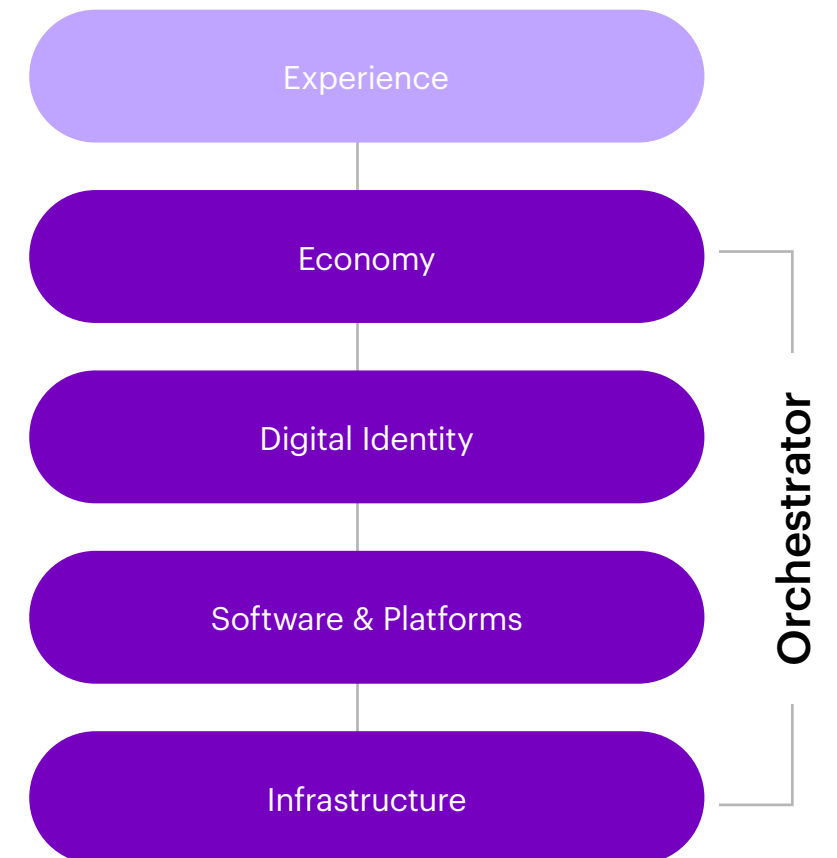 Experience
Economy
Digital Identity
Software & Platforms
Infrastructure
Orchestrator